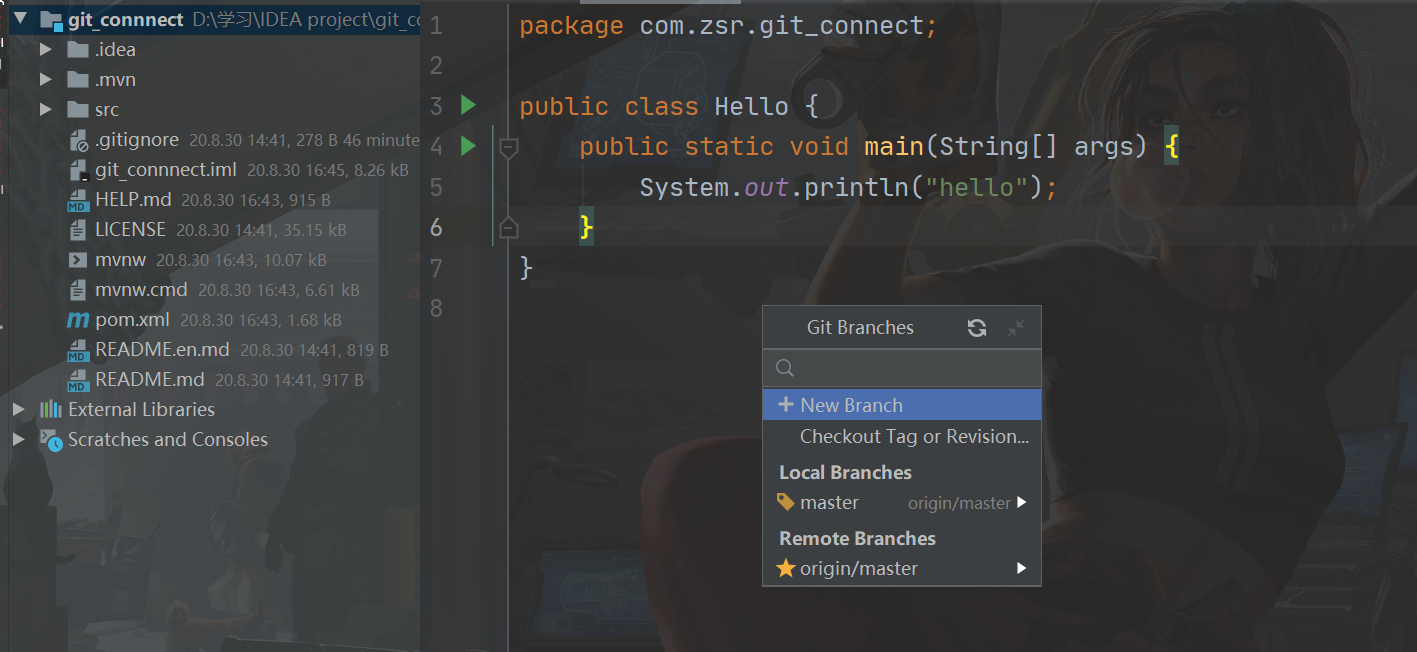 git_connnect D:\学习\IDEA project\git_c
.idea
.mvn
src
.gitignore 20.8.30 14:41, 278 B 46 minute
git_connnect.iml 20.8.30 16:45, 8.26 kB
HELP.md 20.8.30 16:43, 915 B
LICENSE 20.8.30 14:41, 35.15 kB
mvnw 20.8.30 16:43, 10.07 kB
mvnw.cmd 20.8.30 16:43, 6.61 kB
pom.xml 20.8.30 16:43, 1.68 kB
README.en.md 20.8.30 14:41, 819 B
README.md 20.8.30 14:41, 917 B
External Libraries
Scratches and Consoles
1 package com.zsr.git_connect;
2
3 public class Hello {
4 public static void main(String[] args) {
5 System.out.println("hello");
6 }
7 }
8
Git Branches
New Branch
Checkout Tag or Revision...
Local Branches
master origin/master
Remote Branches
origin/master